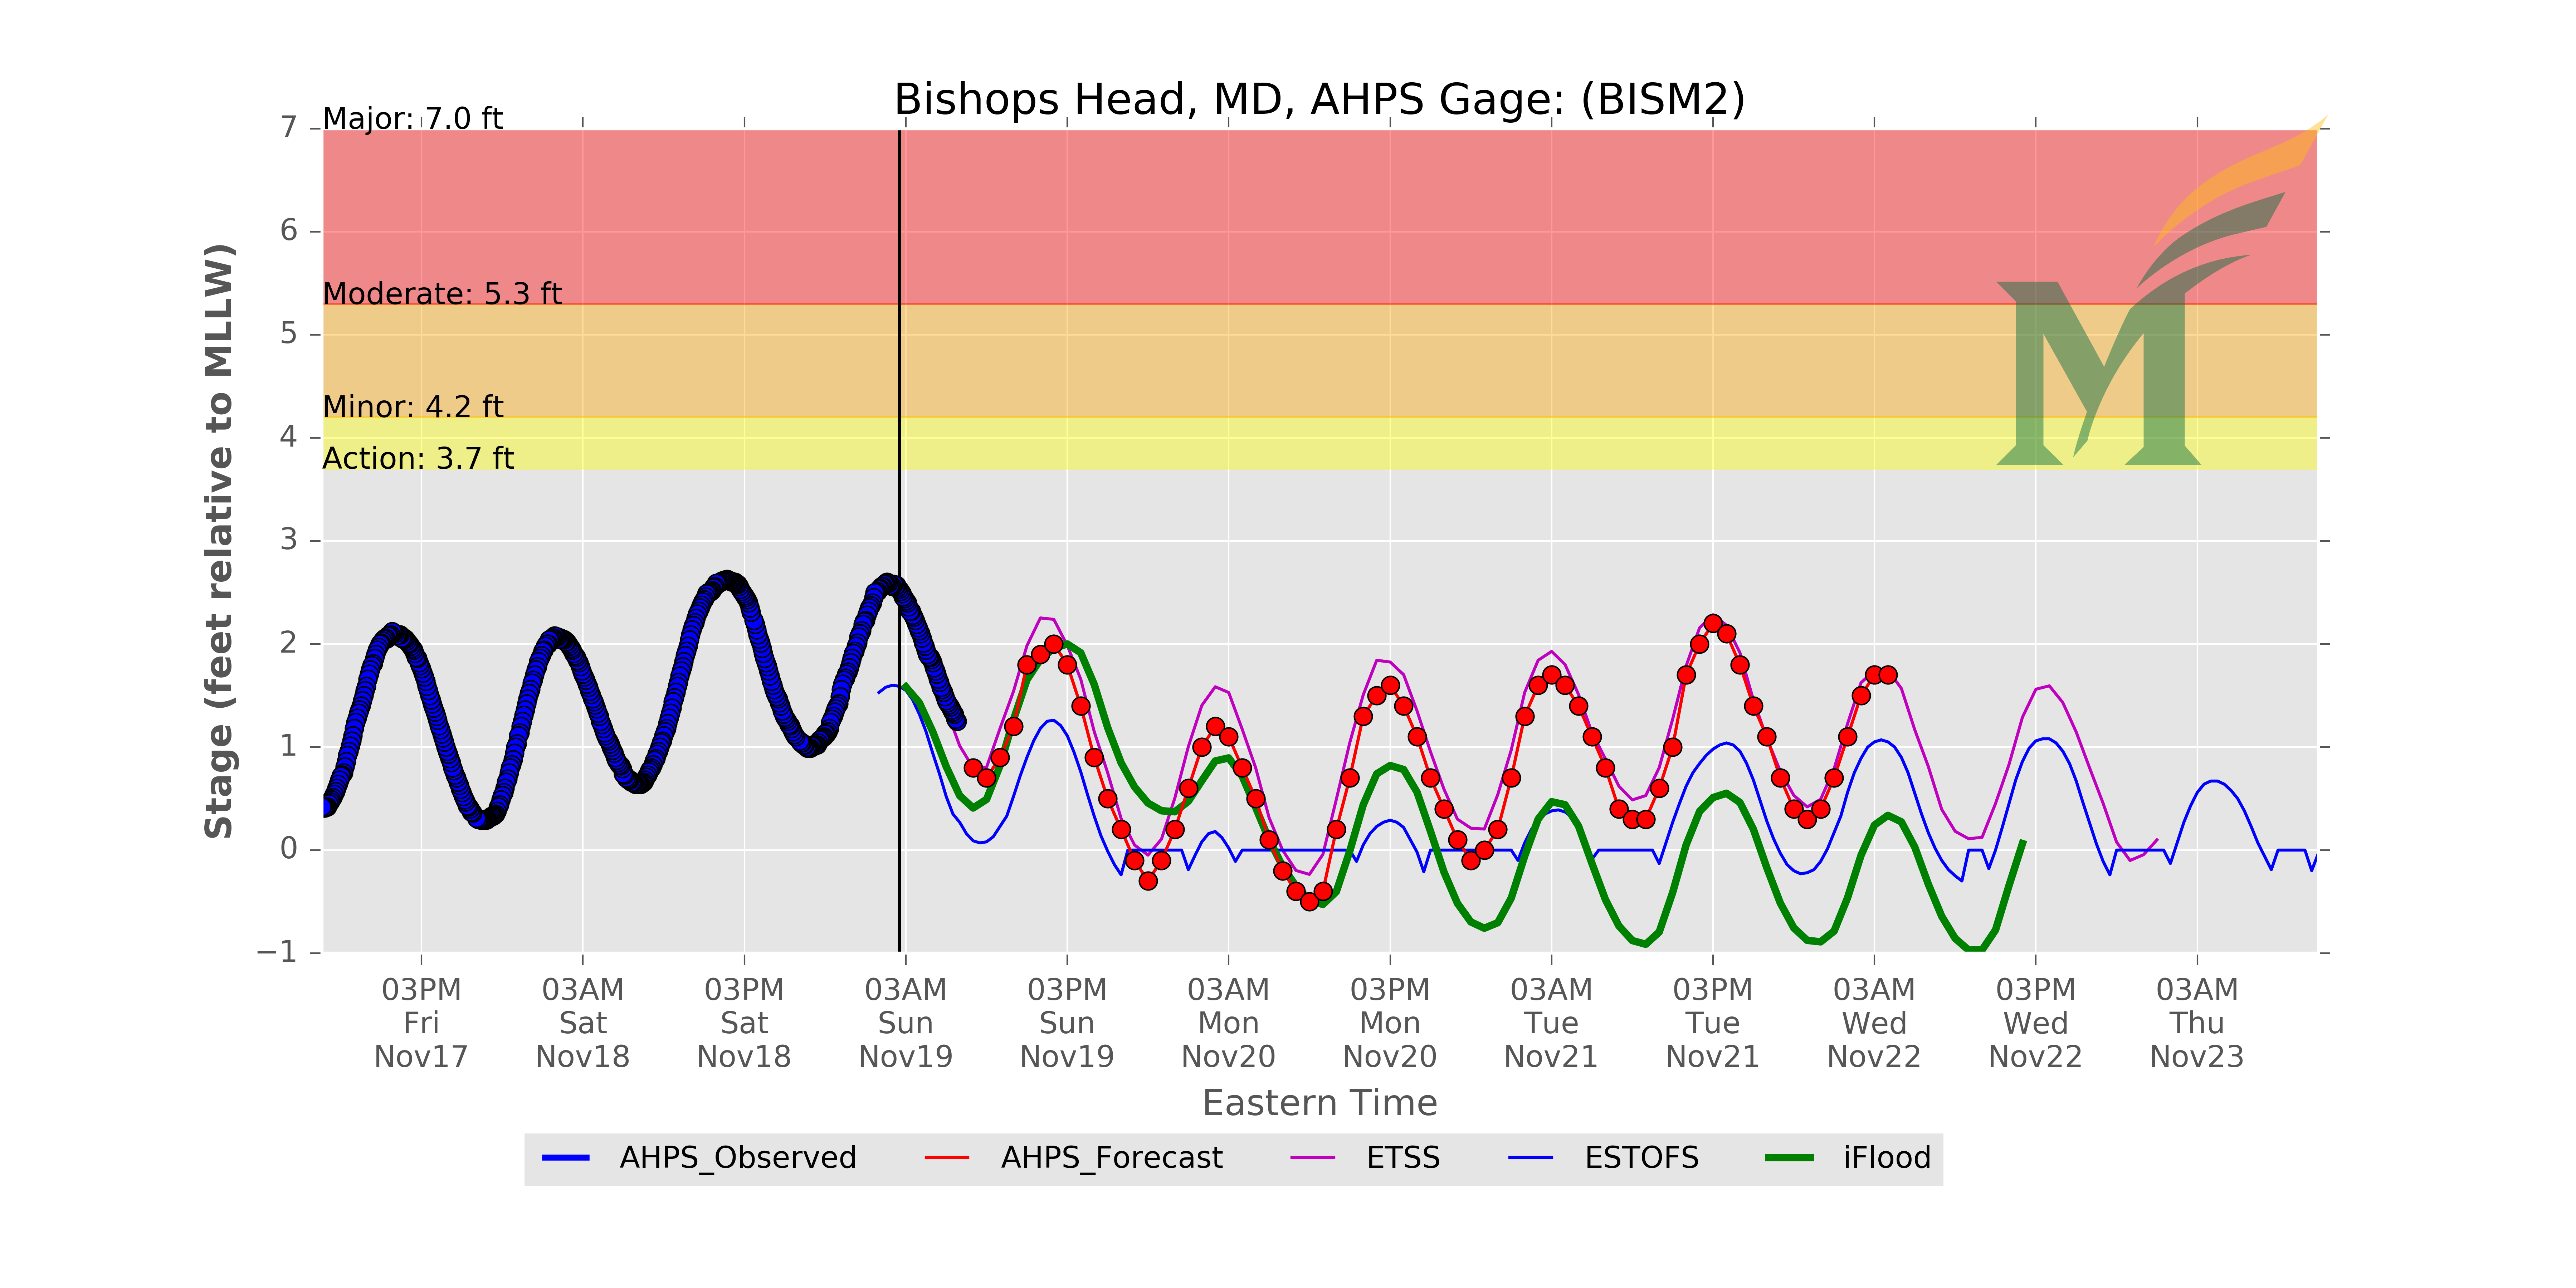 Bishops Head, MD, AHPS Gage: (BISM2)
Major: 7.0 ft
Moderate: 5.3 ft
Minor: 4.2 ft
Action: 3.7 ft
7
6
5
4
3
2
1
0
−1
Stage (feet relative to MLLW)
03PM 03AM 03PM 03AM 03PM 03AM 03PM 03AM 03PM 03AM 03PM 03AM
Fri Sat Sat Sun Sun Mon Mon Tue Tue Wed Wed Thu
Nov17 Nov18 Nov18 Nov19 Nov19 Nov20 Nov20 Nov21 Nov21 Nov22 Nov22 Nov23
Eastern Time
AHPS_Observed AHPS_Forecast ETSS ESTOFS iFlood